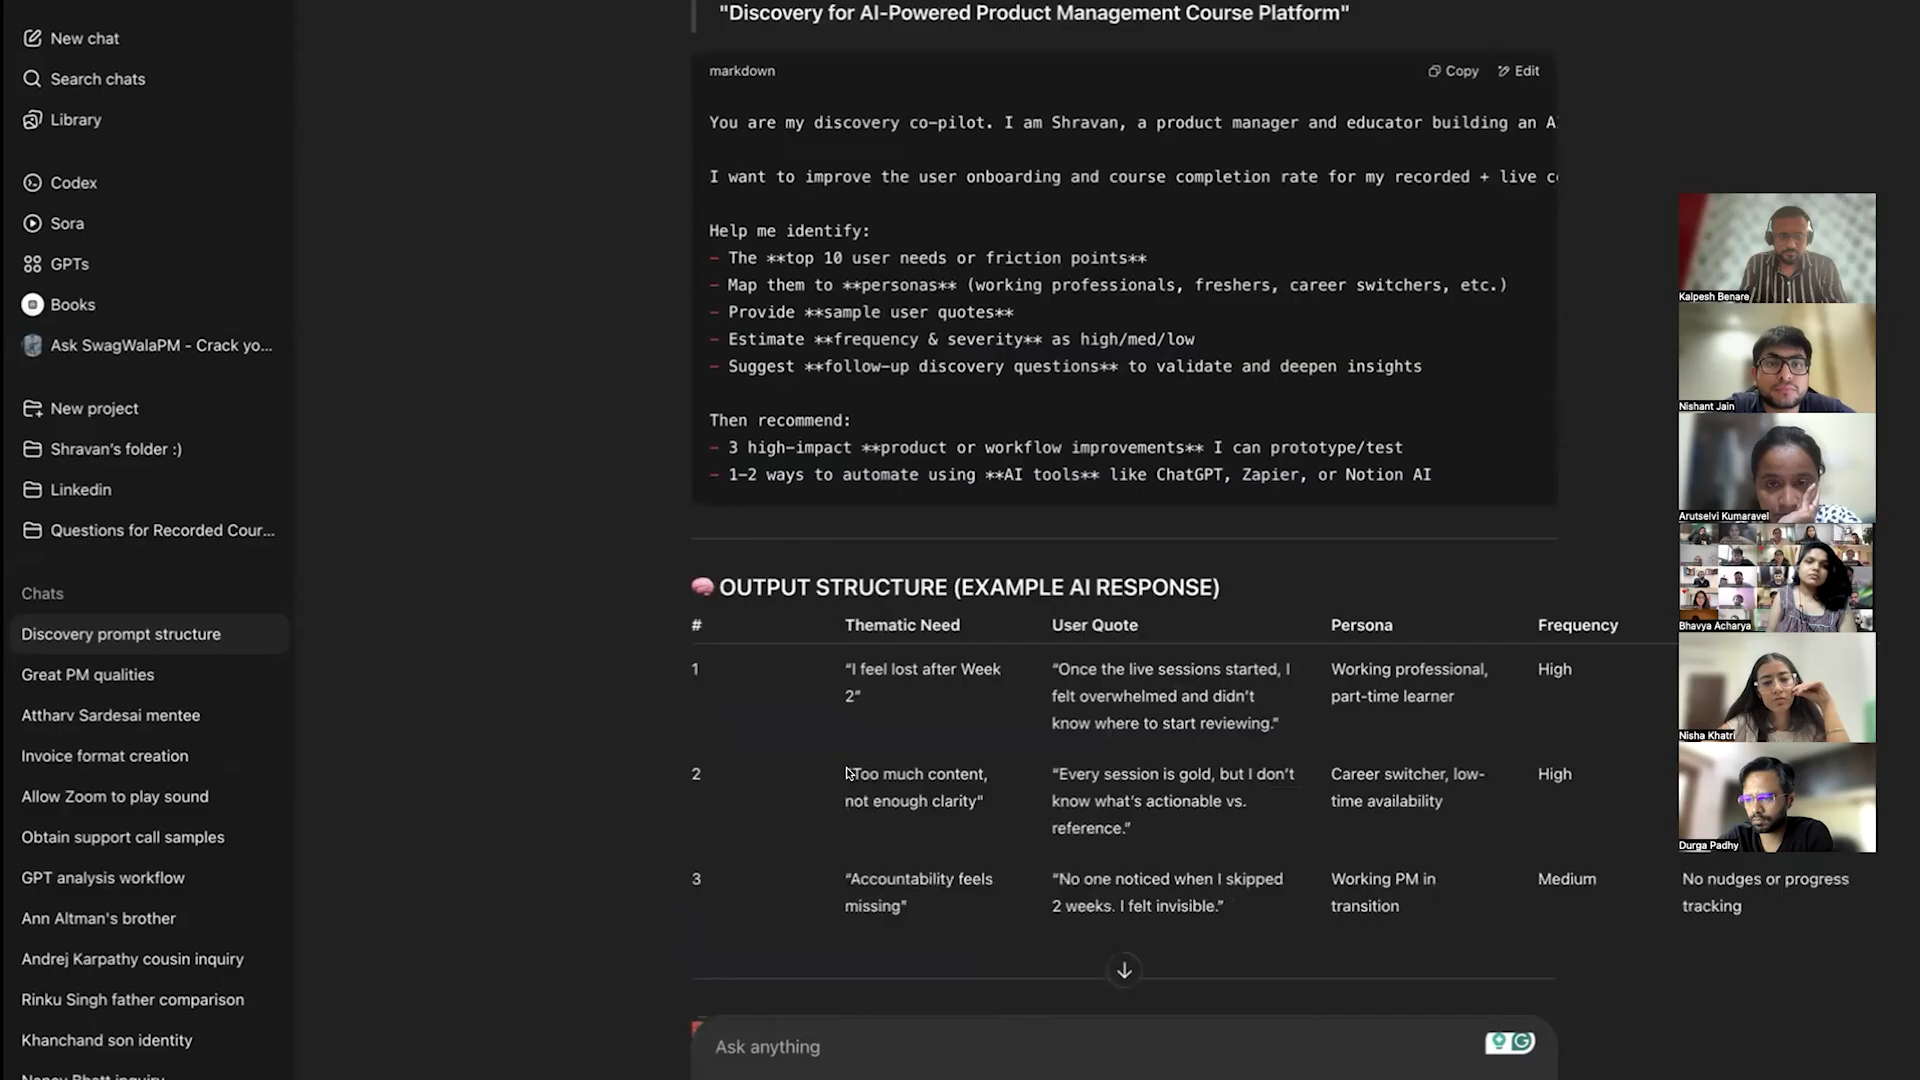 New chat
Search chats
Library
Codex
Sora
GPTs
Books
Ask SwagWalaPM - Crack yo...
New project
Shravan's folder :)
Linkedin
Questions for Recorded Cour...
Chats
Discovery prompt structure
Great PM qualities
Attharv Sardesai mentee
Invoice format creation
Allow Zoom to play sound
Obtain support call samples
GPT analysis workflow
Ann Altman's brother
Andrej Karpathy cousin inquiry
Rinku Singh father comparison
Khanchand son identity
"Discovery for AI-Powered Product Management Course Platform"
markdown
Copy
Edit
You are my discovery co-pilot. I am Shravan, a product manager and educator building an A
I want to improve the user onboarding and course completion rate for my recorded + live c
Help me identify:
- The **top 10 user needs or friction points**
- Map them to **personas** (working professionals, freshers, career switchers, etc.)
- Provide **sample user quotes**
- Estimate **frequency & severity** as high/med/low
- Suggest **follow-up discovery questions** to validate and deepen insights
Then recommend:
- 3 high-impact **product or workflow improvements** I can prototype/test
- 1–2 ways to automate using **AI tools** like ChatGPT, Zapier, or Notion AI
OUTPUT STRUCTURE (EXAMPLE AI RESPONSE)
# Thematic Need User Quote Persona Frequency
1 “I feel lost after Week “Once the live sessions started, I Working professional, High
2” felt overwhelmed and didn’t part-time learner
know where to start reviewing.”
2 "Too much content, “Every session is gold, but I don’t Career switcher, low- High
not enough clarity" know what’s actionable vs. time availability
reference.”
3 “Accountability feels “No one noticed when I skipped Working PM in Medium No nudges or progress
missing” 2 weeks. I felt invisible.” transition tracking
Ask anything
Kalpesh Benare
Nishant Jain
Arutselvi Kumaravel
Bhavya Acharya
Nisha Khatri
Durga Padhy